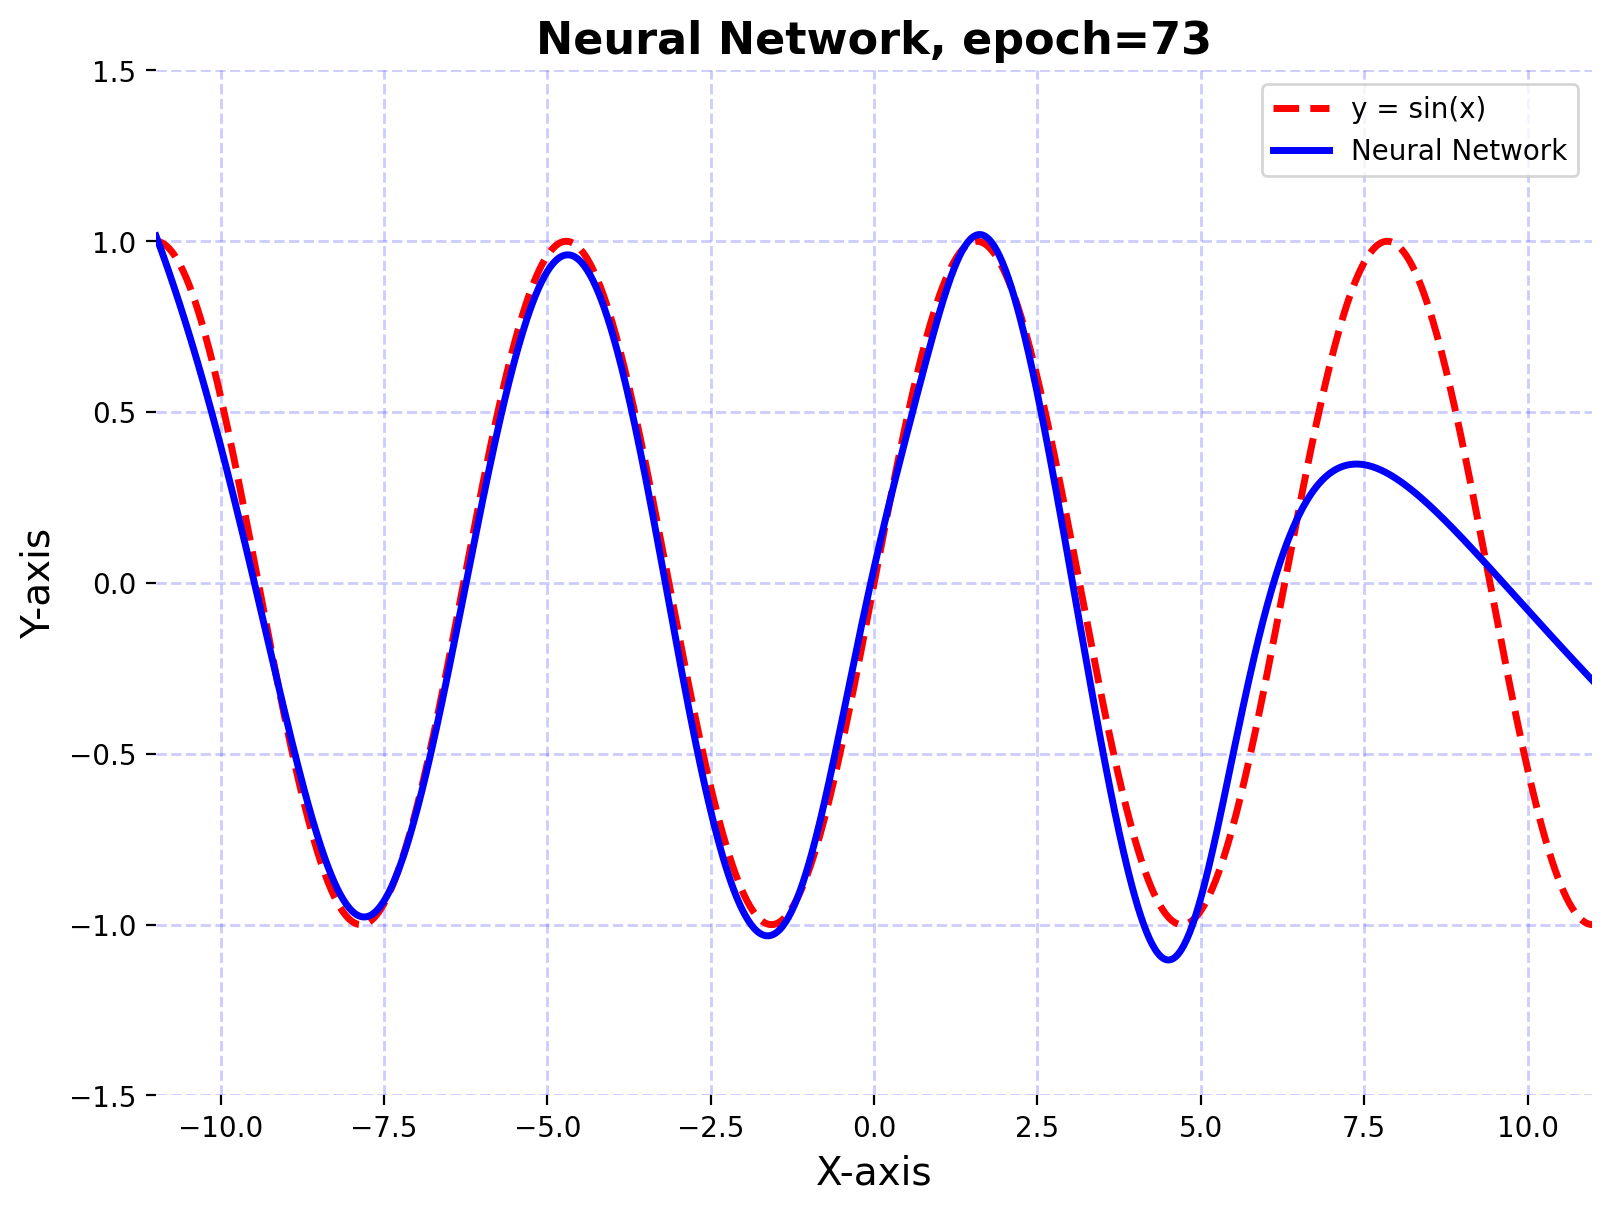 Neural Network, epoch=73
y = sin(x)
Neural Network
1.5
1.0
0.5
0.0
−0.5
−1.0
−1.5
Y-axis
−10.0 −7.5 −5.0 −2.5 0.0 2.5 5.0 7.5 10.0
X-axis